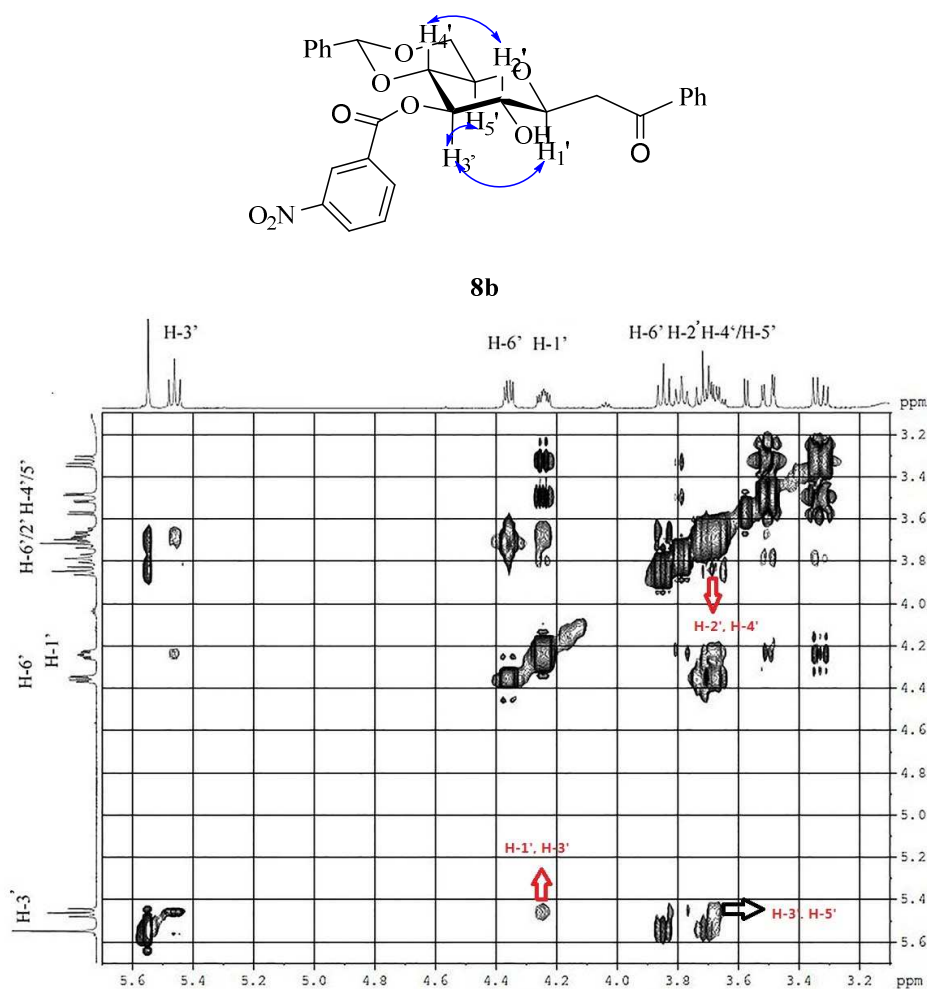 H4'
H2'
Ph
O
O
O
Ph
O
O
H5'
OH
O
H3'
H1'
O2N
8b
H-3' H-6' H-1' H-6' H-2' H-4'/H-5'
ppm
3.2
3.4
3.6
3.8
4.0
4.2
4.4
4.6
4.8
5.0
5.2
5.4
5.6
H-6'/2' H-4'/5'
H-1'
H-6'
H-3'
H-2', H-4'
H-1', H-3'
H-3'. H-5'
5.6 5.4 5.2 5.0 4.8 4.6 4.4 4.2 4.0 3.8 3.6 3.4 3.2 ppm